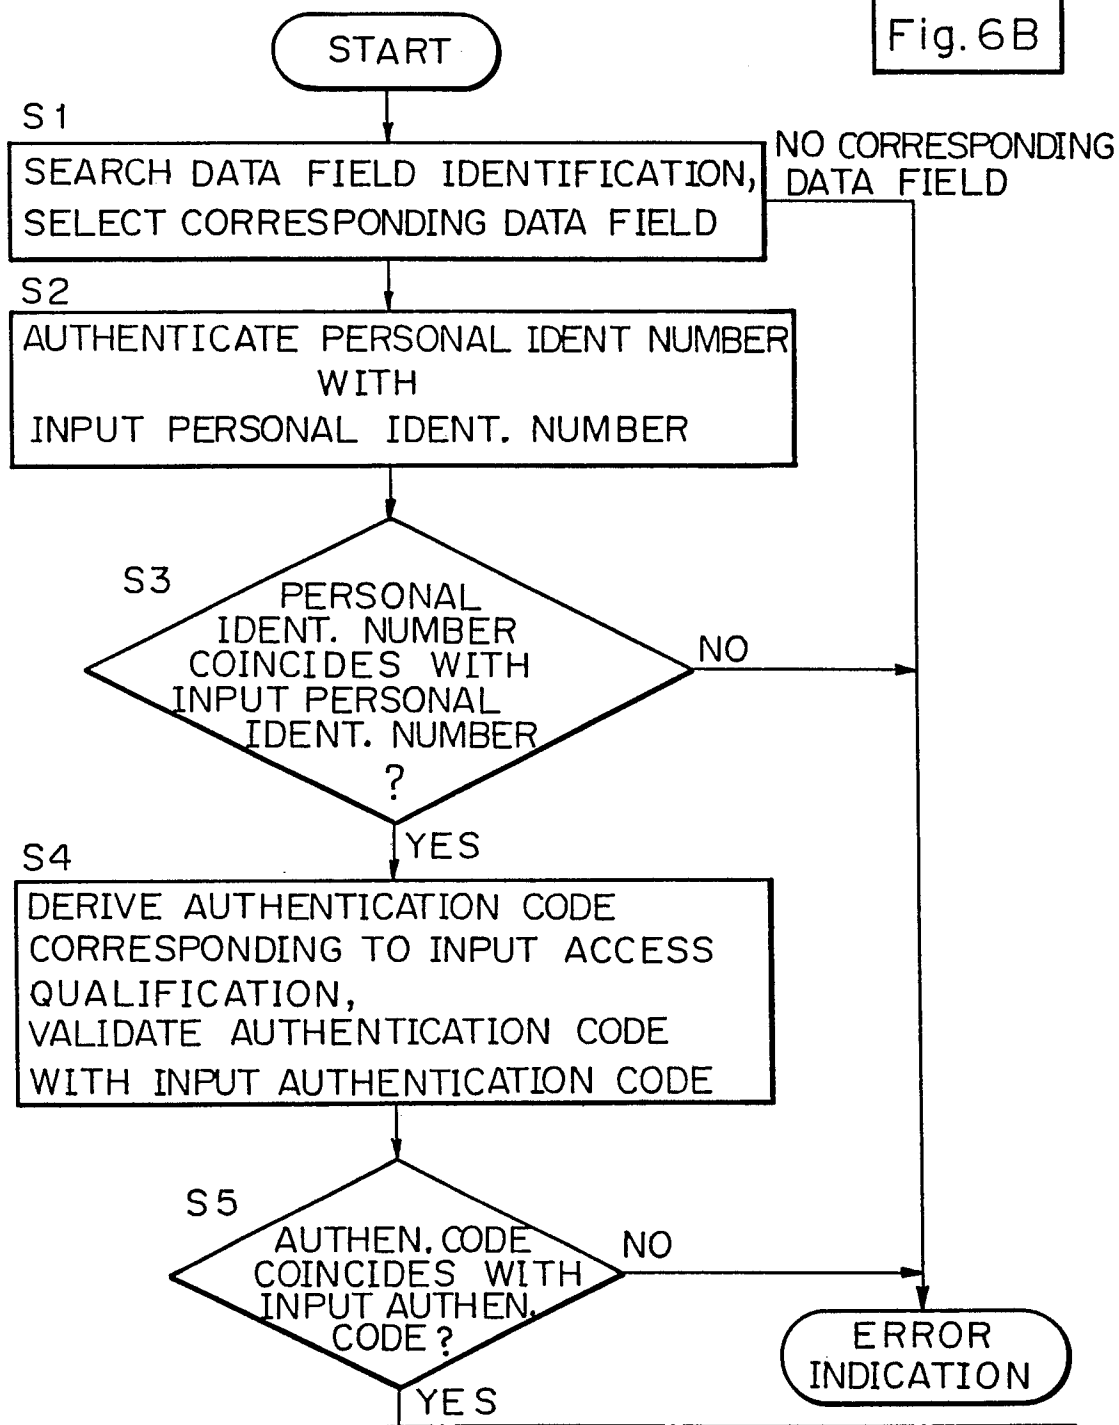 START
Fig. 6B
S1
SEARCH DATA FIELD IDENTIFICATION,
SELECT CORRESPONDING DATA FIELD
NO CORRESPONDING
DATA FIELD
S2
AUTHENTICATE PERSONAL IDENT NUMBER
WITH
INPUT PERSONAL IDENT. NUMBER
S3
PERSONAL
IDENT. NUMBER
COINCIDES WITH
INPUT PERSONAL
IDENT. NUMBER
?
NO
YES
S4
DERIVE AUTHENTICATION CODE
CORRESPONDING TO INPUT ACCESS
QUALIFICATION,
VALIDATE AUTHENTICATION CODE
WITH INPUT AUTHENTICATION CODE
S5
AUTHEN. CODE
COINCIDES WITH
INPUT AUTHEN.
CODE?
NO
ERROR
INDICATION
YES